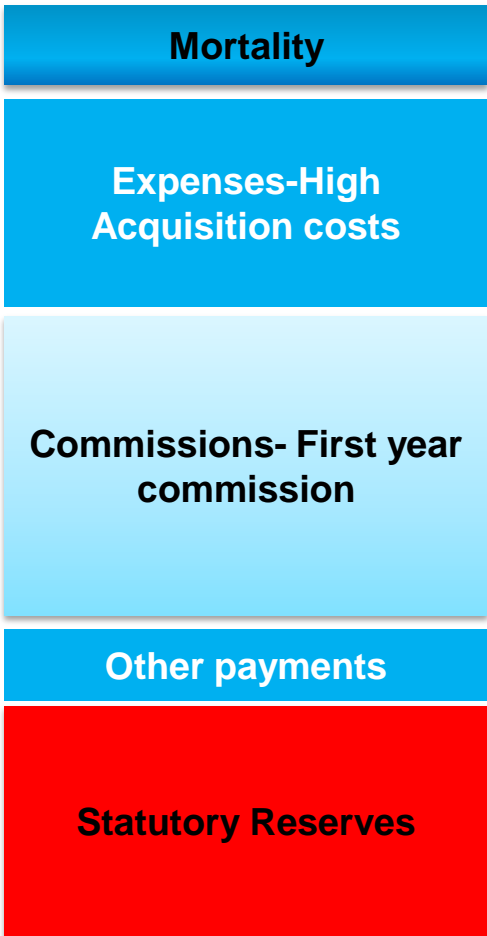 Mortality
Expenses-High
Acquisition costs
Commissions- First year
commission
Other payments
Statutory Reserves